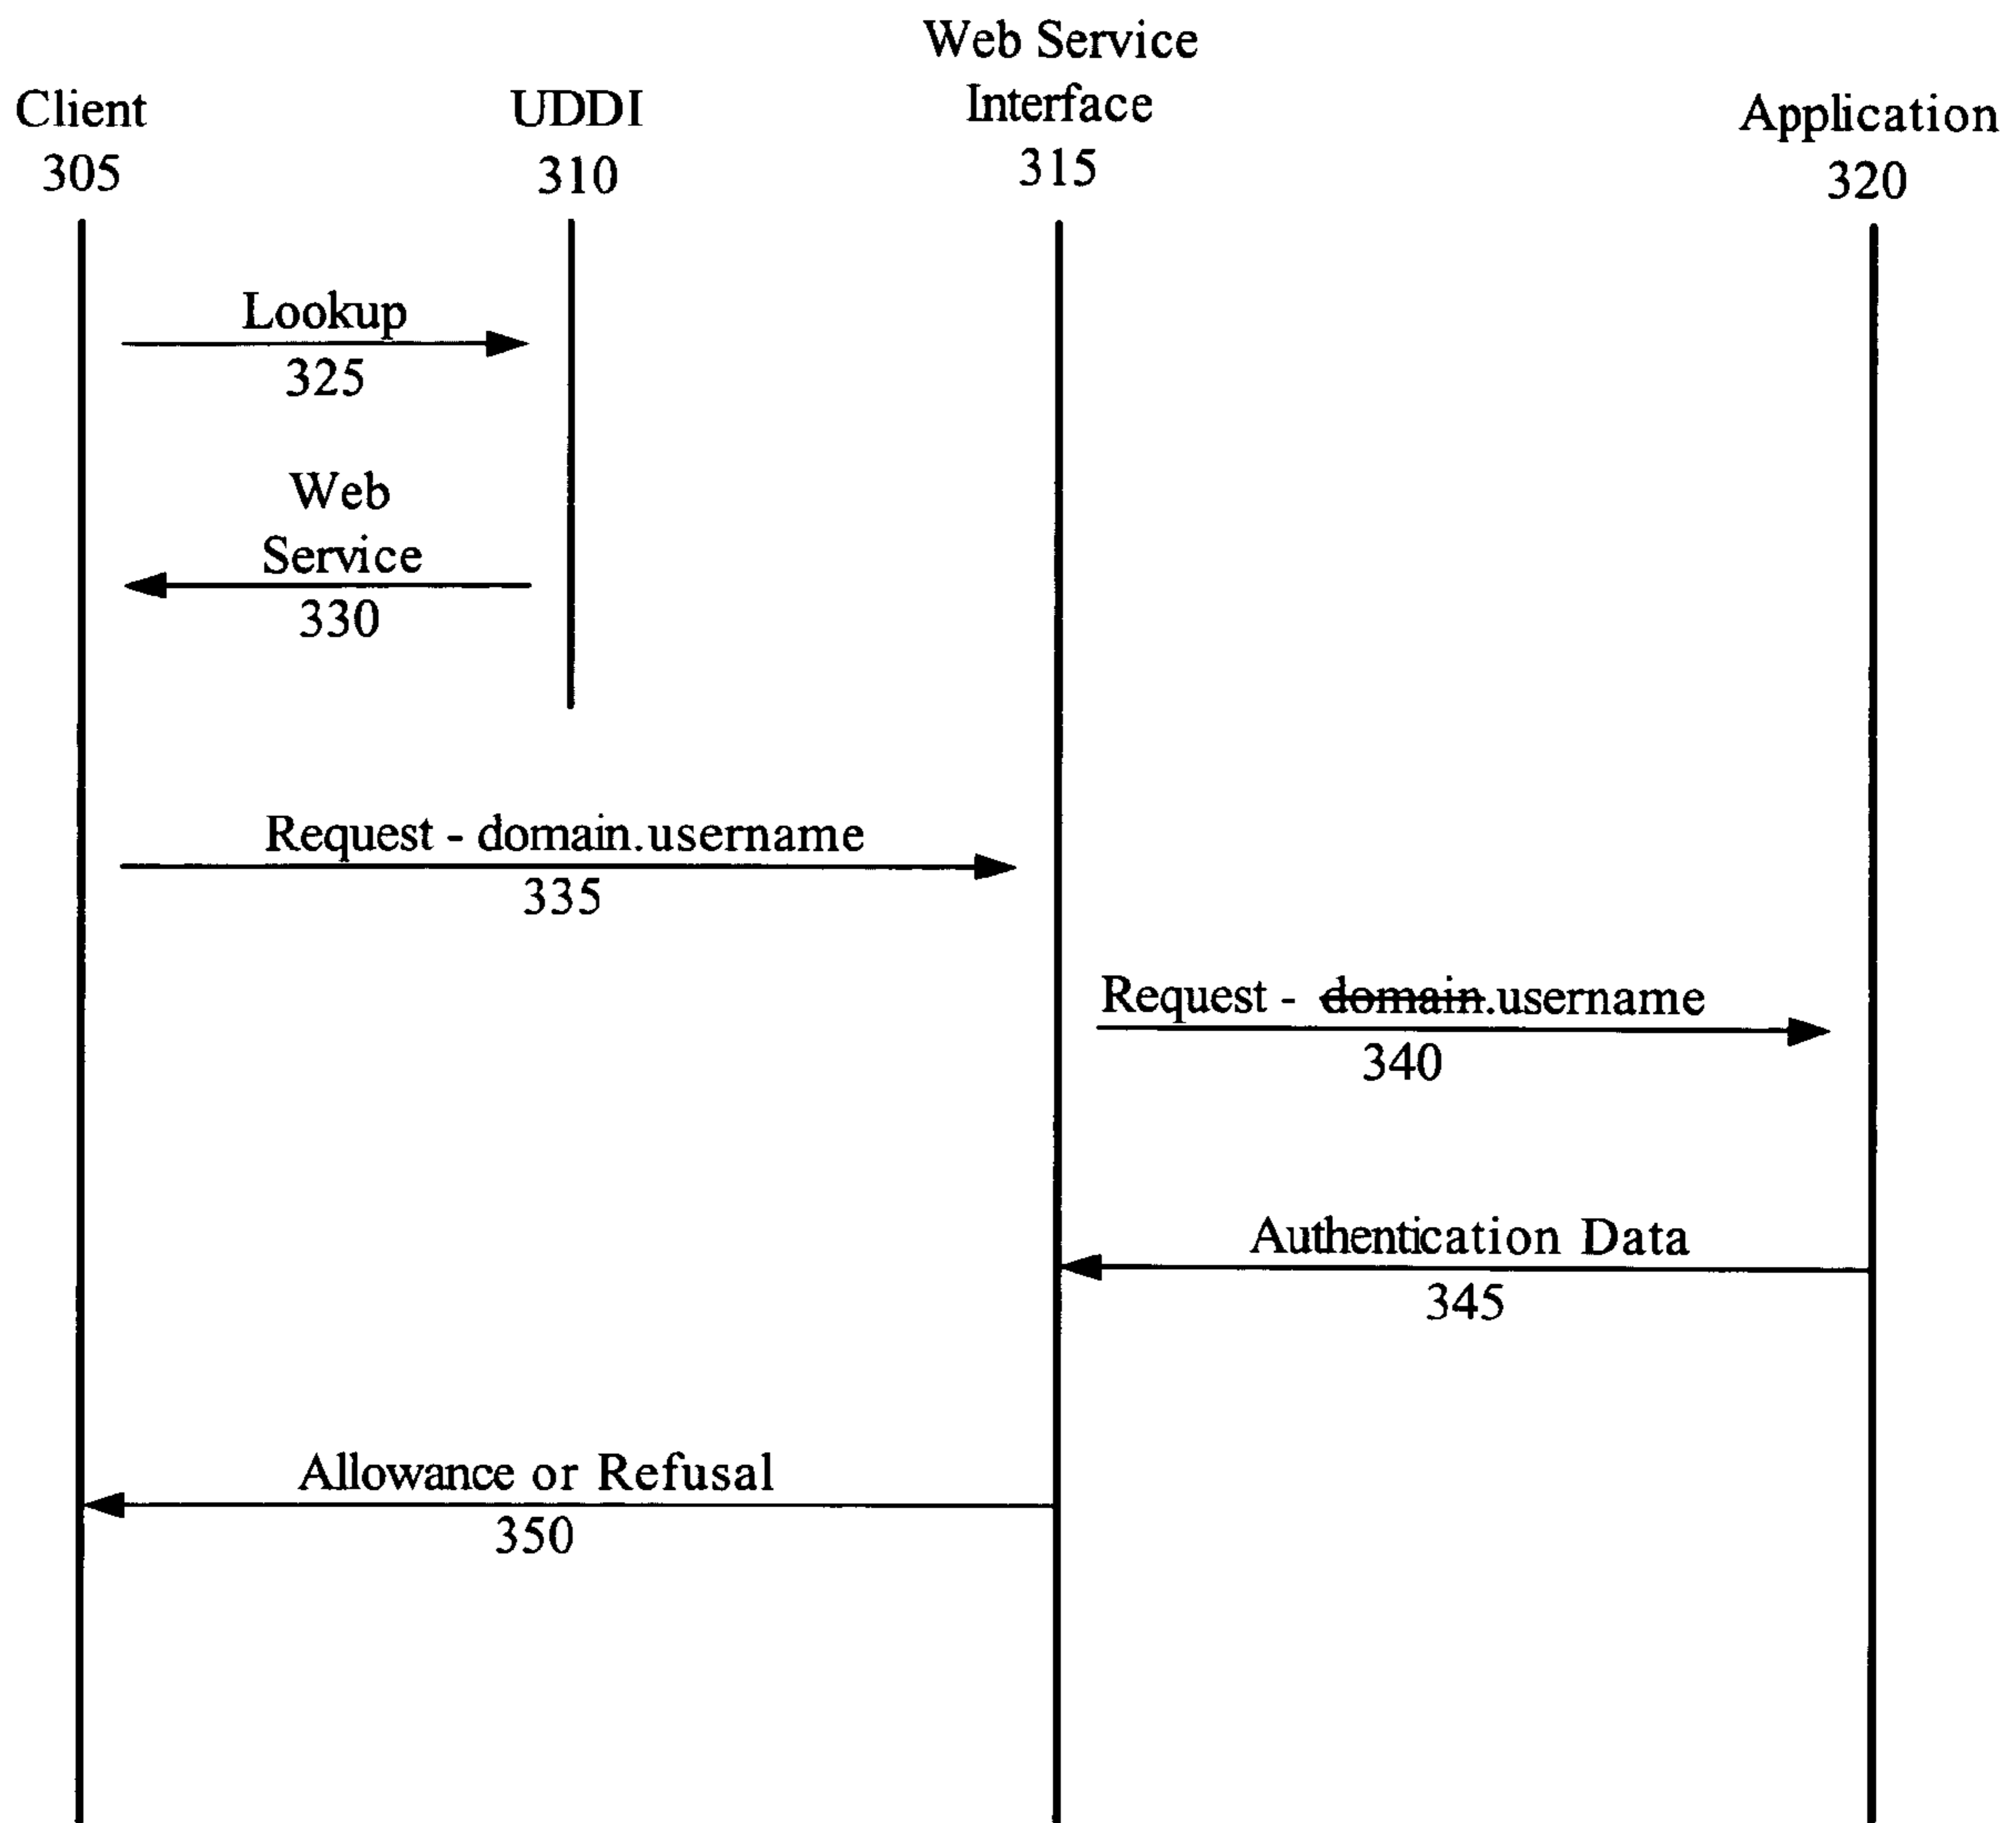 Web Service
Interface
315
Client
305
UDDI
310
Application
320
Lookup
325
Web
Service
330
Request - domain.username
335
Request - domain.username
340
Authentication Data
345
Allowance or Refusal
350